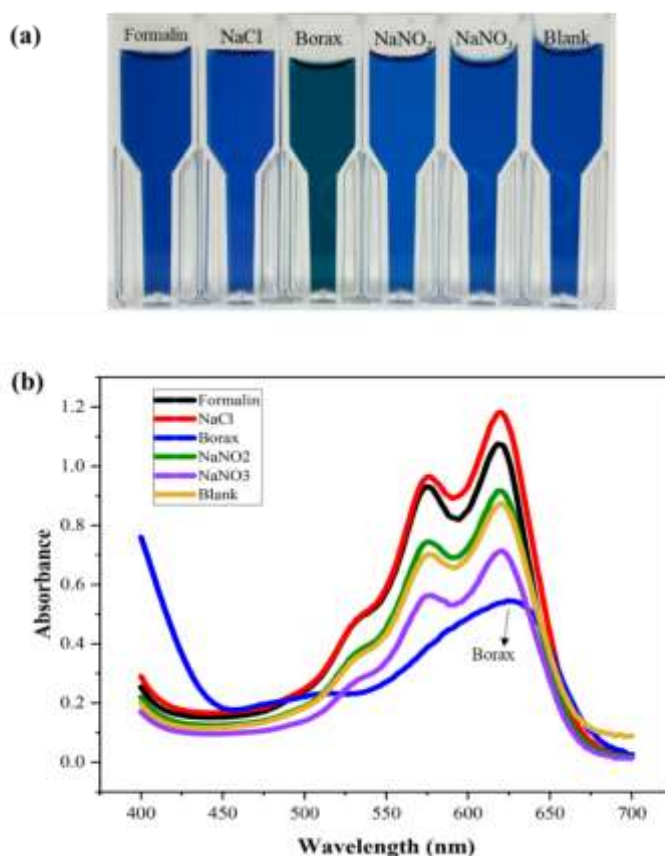 (a)
Formalin NaCl Borax NaNO₂ NaNO₃ Blank
(b)
Formalin
NaCl
Borax
NaNO2
NaNO3
Blank
1.2
1.0
0.8
0.6
0.4
0.2
0.0
Absorbance
Borax
400 450 500 550 600 650 700
Wavelength (nm)